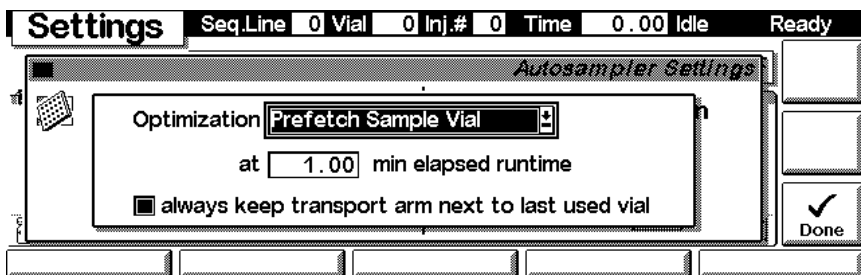 Settings Seq.Line 0 Vial 0 Inj.# 0 Time 0.00 Idle Ready
Autosampler Settings
Optimization Prefetch Sample Vial
at 1.00 min elapsed runtime
always keep transport arm next to last used vial
Done